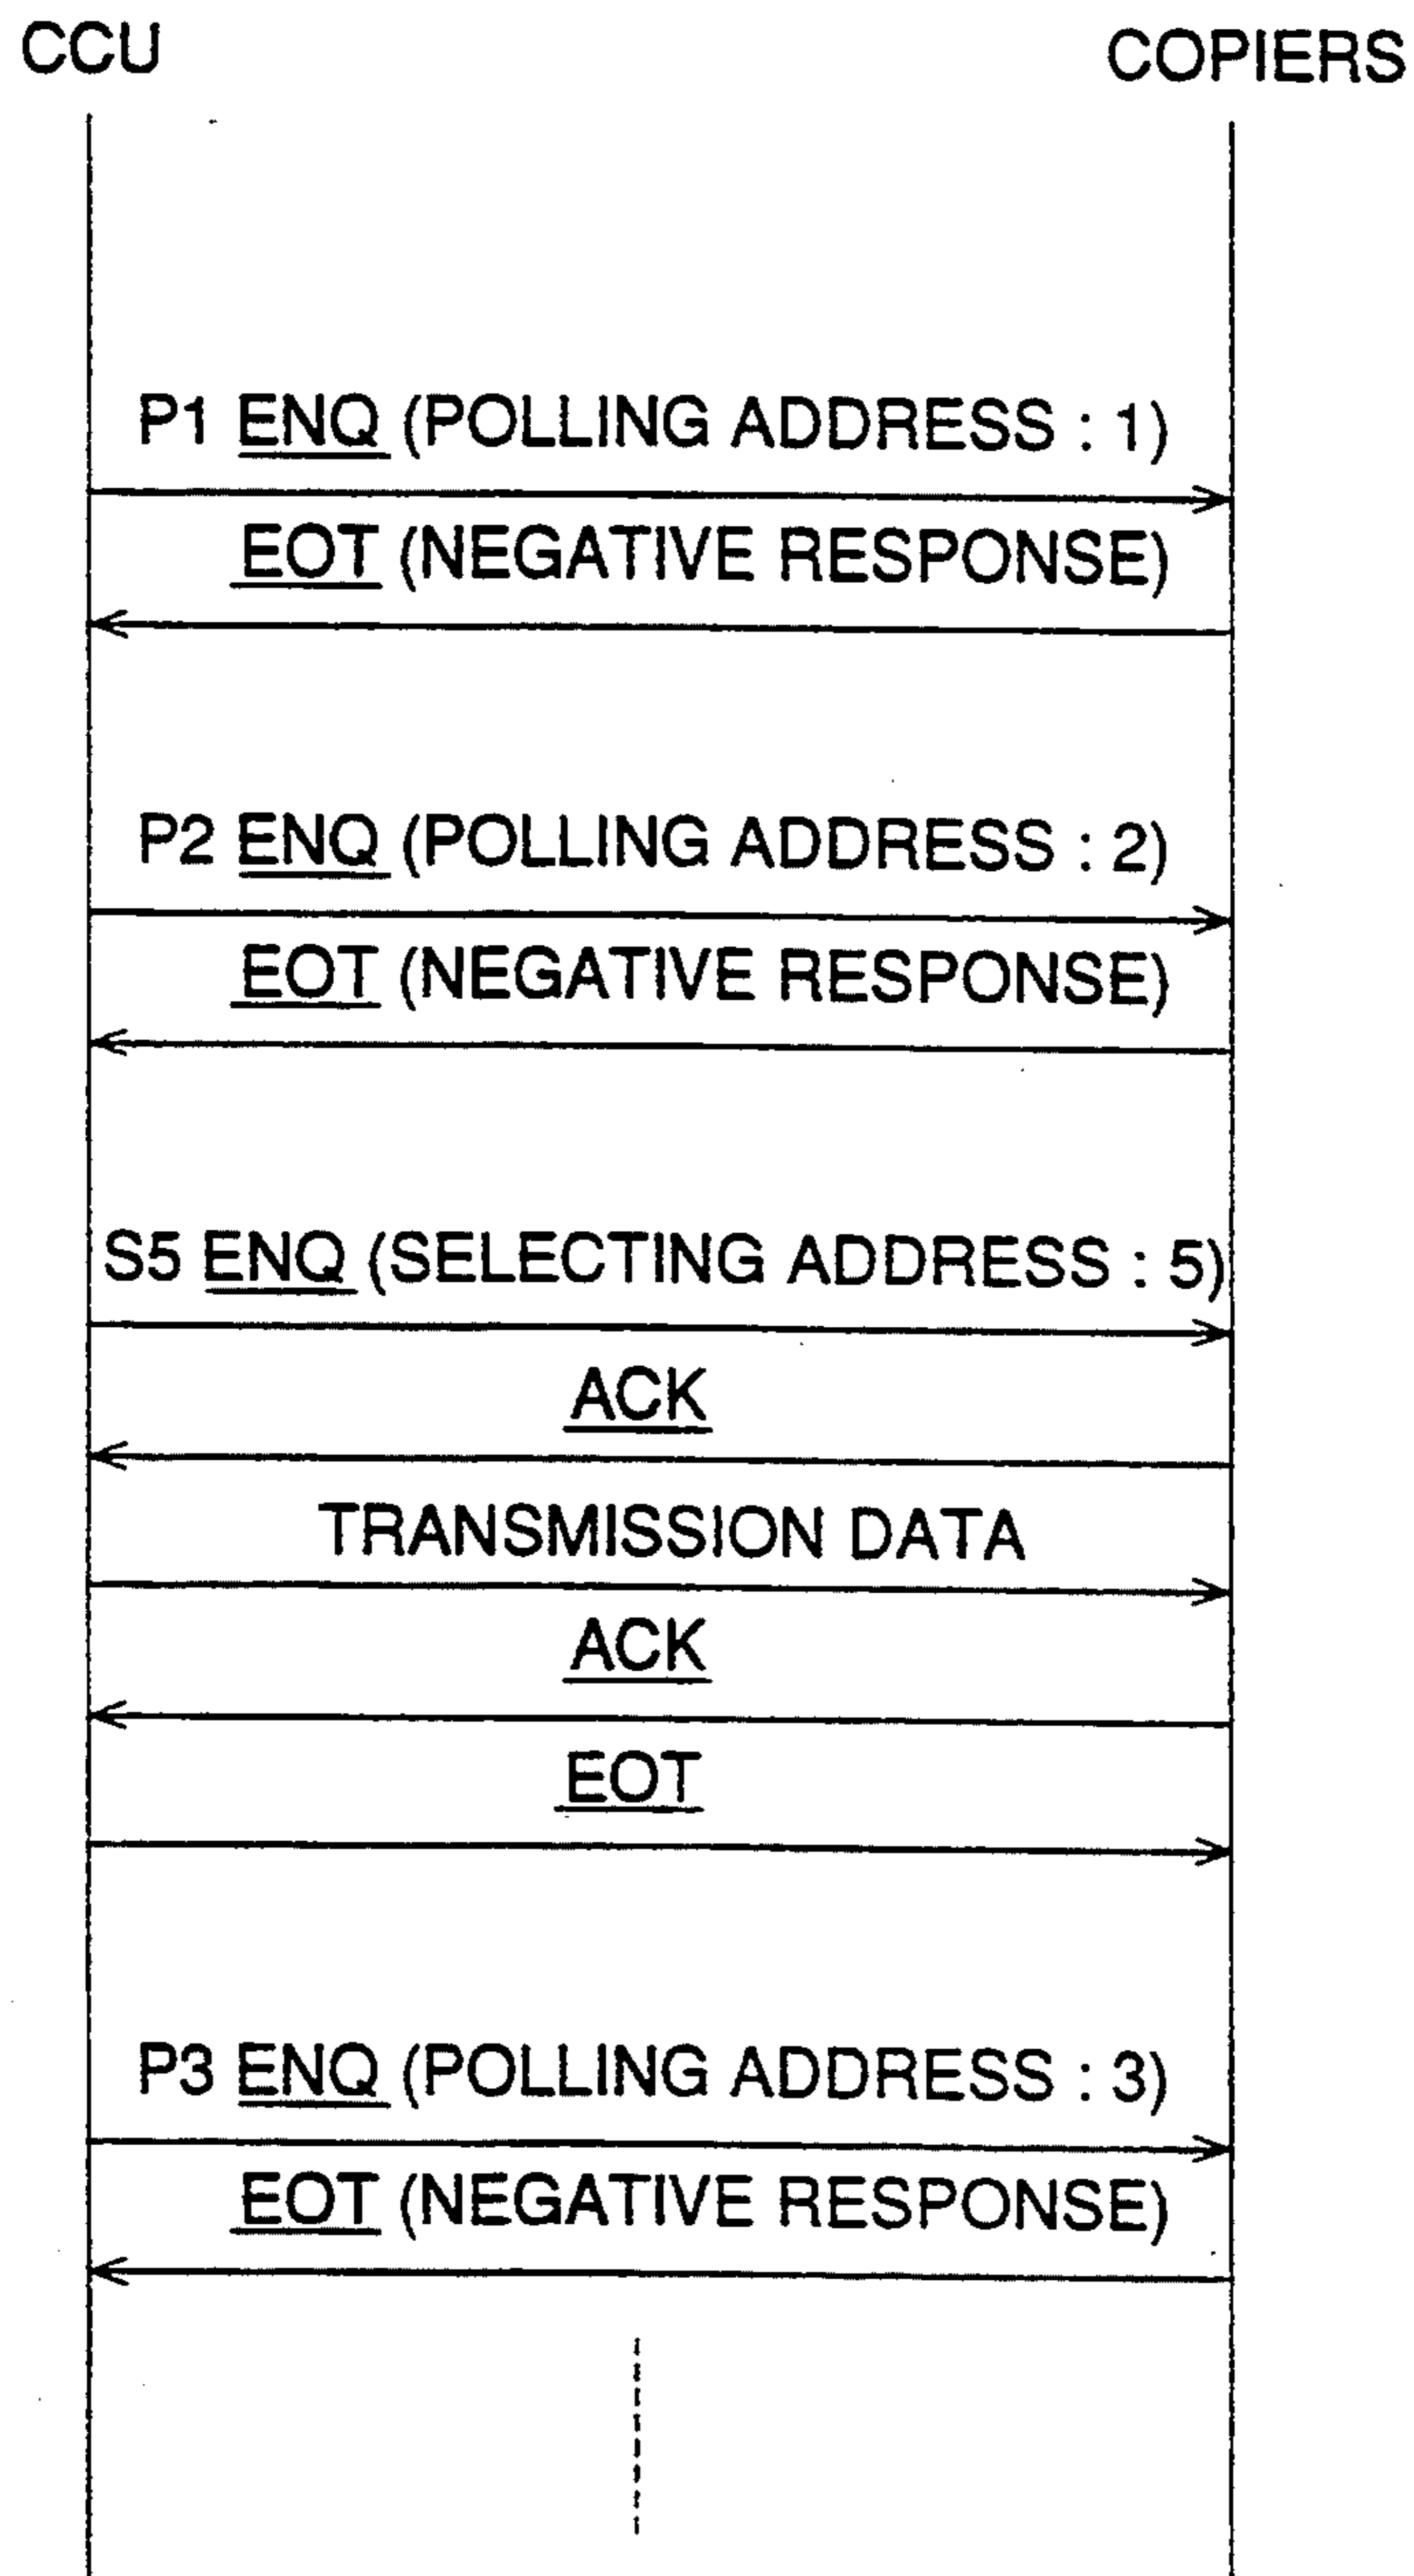 CCU
COPIERS
P1 ENQ (POLLING ADDRESS : 1)
EOT (NEGATIVE RESPONSE)
P2 ENQ (POLLING ADDRESS : 2)
EOT (NEGATIVE RESPONSE)
S5 ENQ (SELECTING ADDRESS : 5)
ACK
TRANSMISSION DATA
ACK
EOT
P3 ENQ (POLLING ADDRESS : 3)
EOT (NEGATIVE RESPONSE)